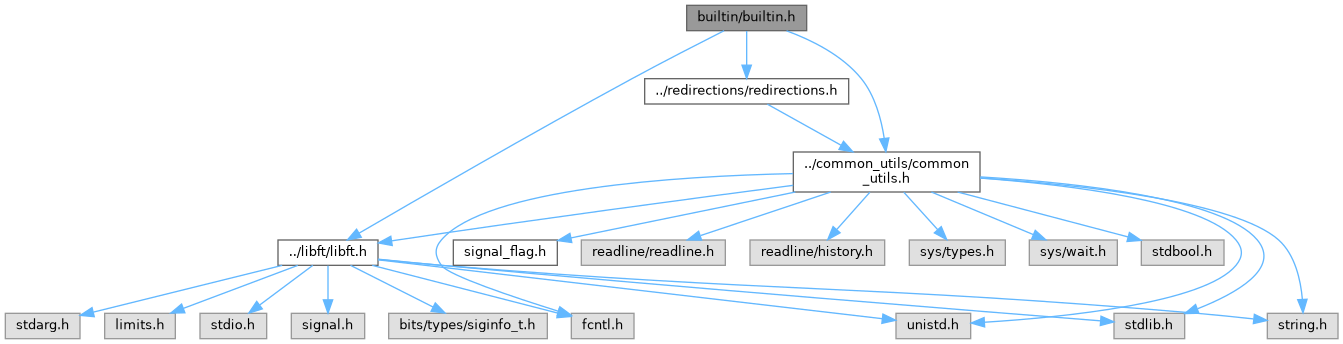 builtin/builtin.h
../redirections/redirections.h
../common_utils/common
_utils.h
../libft/libft.h
signal_flag.h
readline/readline.h
readline/history.h
sys/types.h
sys/wait.h
stdbool.h
stdarg.h
limits.h
stdio.h
signal.h
bits/types/siginfo_t.h
fcntl.h
unistd.h
stdlib.h
string.h